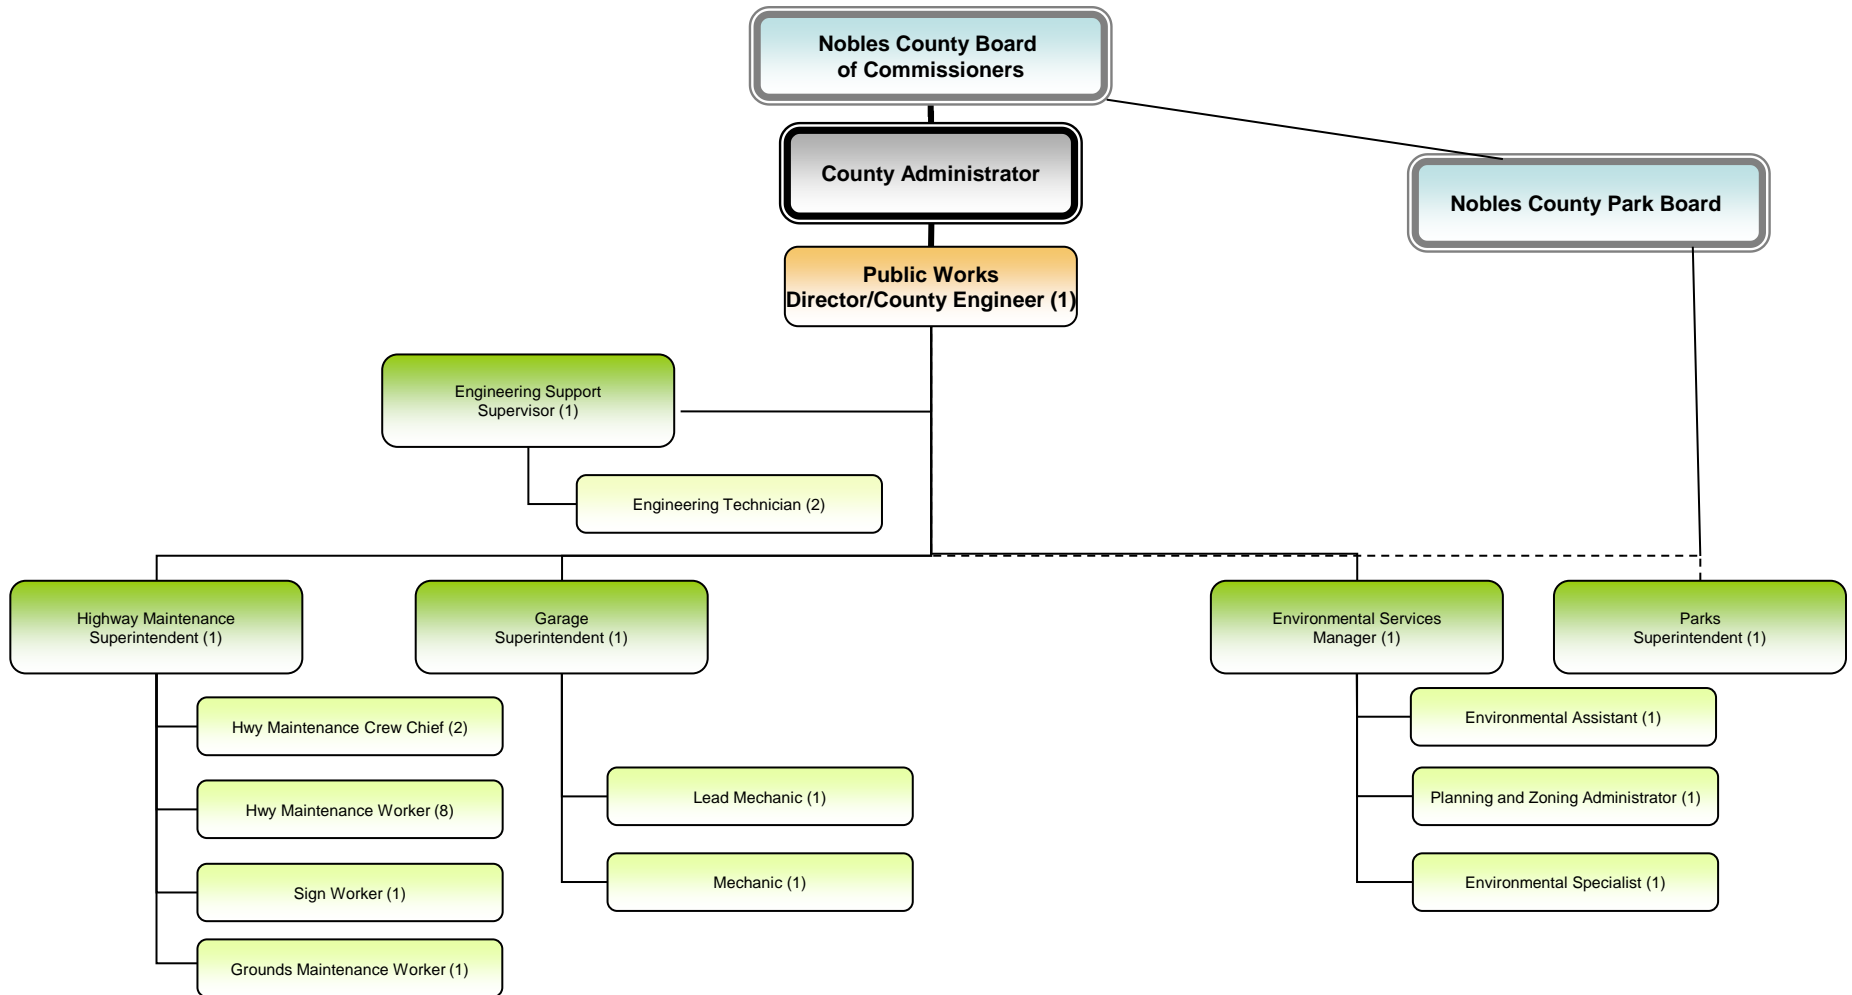 Nobles County Board
of Commissioners
County Administrator
Nobles County Park Board
Public Works
Director/County Engineer (1)
Engineering Support
Supervisor (1)
Engineering Technician (2)
Highway Maintenance
Superintendent (1)
Garage
Superintendent (1)
Environmental Services
Manager (1)
Parks
Superintendent (1)
Hwy Maintenance Crew Chief (2)
Hwy Maintenance Worker (8)
Sign Worker (1)
Grounds Maintenance Worker (1)
Lead Mechanic (1)
Mechanic (1)
Environmental Assistant (1)
Planning and Zoning Administrator (1)
Environmental Specialist (1)